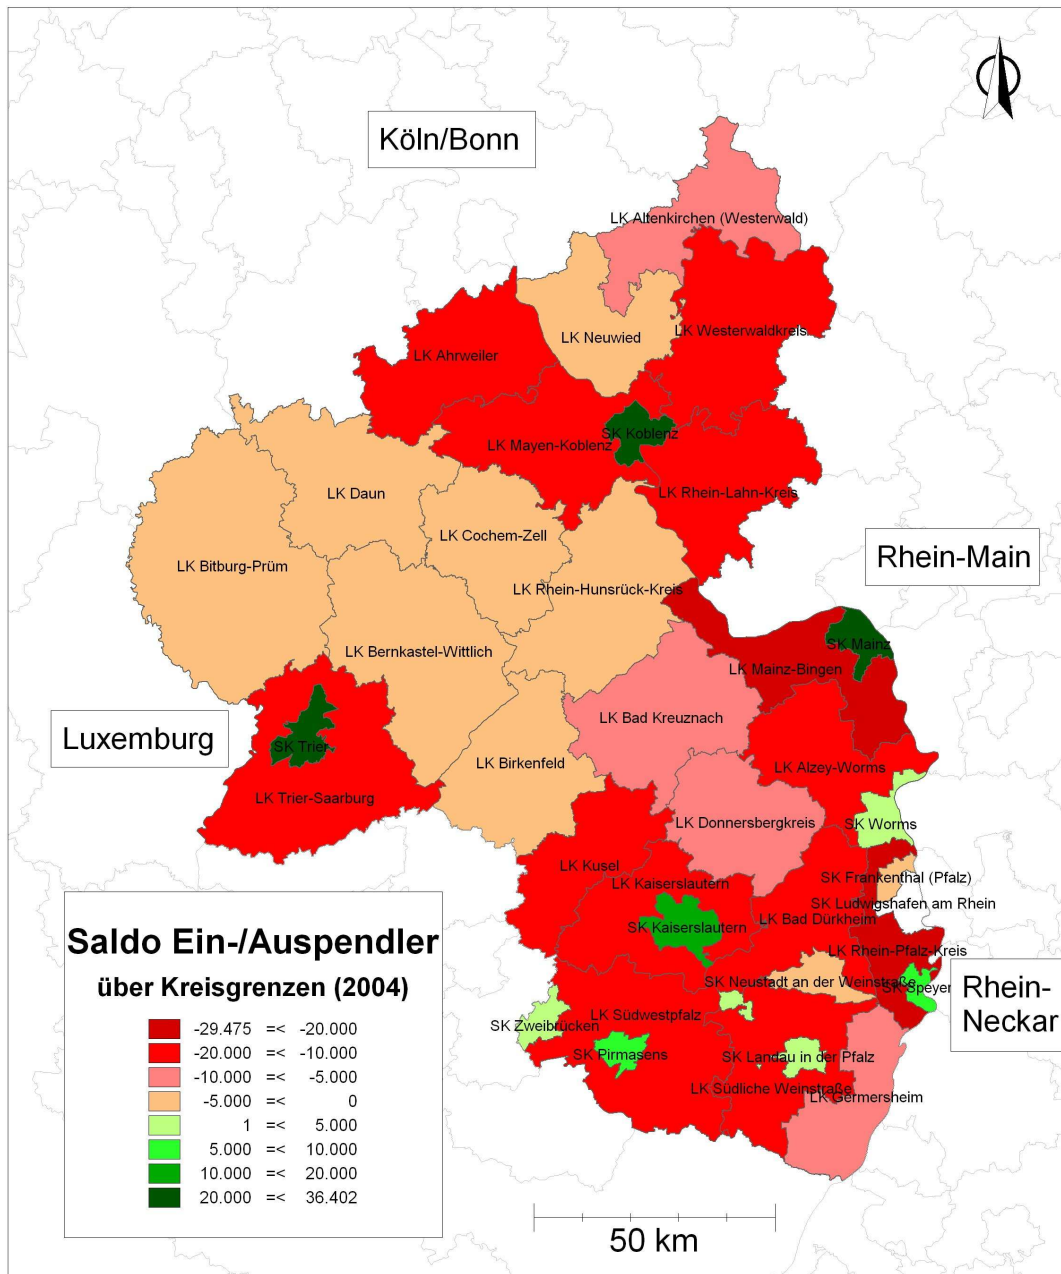 Köln/Bonn
LK Altenkirchen (Westerwald)
LK Neuwied
LK Westerwaldkreis
LK Ahrweiler
SK Koblenz
LK Mayen-Koblenz
LK Daun
LK Rhein-Lahn-Kreis
LK Cochem-Zell
Rhein-Main
LK Bitburg-Prüm
LK Rhein-Hunsrück-Kreis
SK Mainz
LK Bernkastel-Wittlich
LK Mainz-Bingen
LK Bad Kreuznach
Luxemburg
SK Trier
LK Birkenfeld
LK Alzey-Worms
LK Trier-Saarburg
LK Donnersbergkreis
SK Worms
LK Kusel
SK Frankenthal (Pfalz)
LK Kaiserslautern
SK Ludwigshafen am Rhein
SK Kaiserslautern
LK Bad Dürkheim
LK Rhein-Pfalz-Kreis
SK Neustadt an der Weinstraße
SK Speyer
Rhein-
Neckar
LK Südwestpfalz
SK Zweibrücken
SK Pirmasens
SK Landau in der Pfalz
LK Südliche Weinstraße
LK Germersheim
Saldo Ein-/Auspendler
über Kreisgrenzen (2004)
-29.475 =< -20.000
-20.000 =< -10.000
-10.000 =< -5.000
-5.000 =< 0
1 =< 5.000
5.000 =< 10.000
10.000 =< 20.000
20.000 =< 36.402
50 km